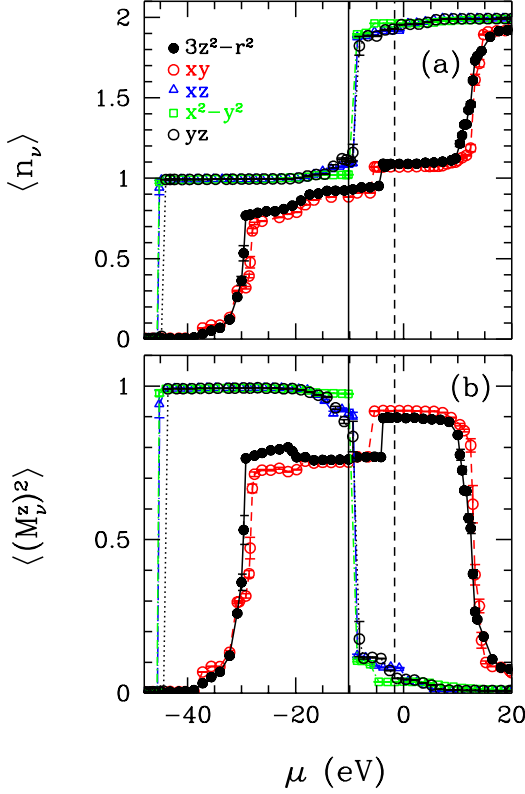 2
1.5
1
0.5
0
⟨n_ν⟩
(a)
3z²−r²
xy
xz
x²−y²
yz
1
0.5
0
⟨(M_ν^z)²⟩
(b)
−40
−20
0
20
μ (eV)